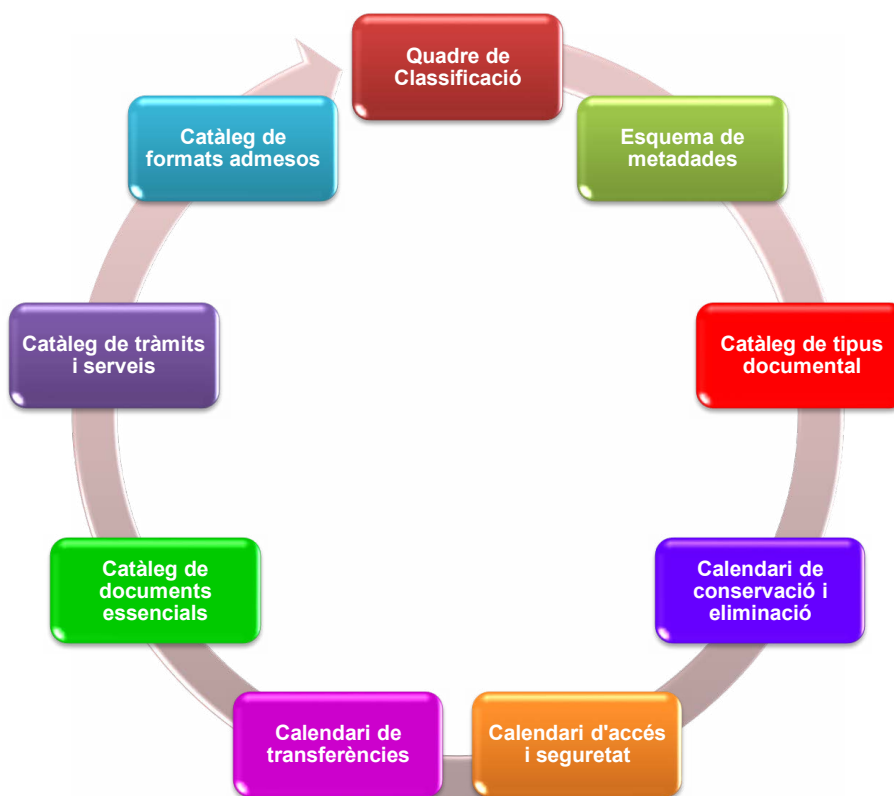 Quadre de
Classificació
Esquema de
metadades
Catàleg de tipus
documental
Calendari de
conservació i
eliminació
Calendari d'accés
i seguretat
Calendari de
transferències
Catàleg de
documents
essencials
Catàleg de tràmits
i serveis
Catàleg de
formats admesos